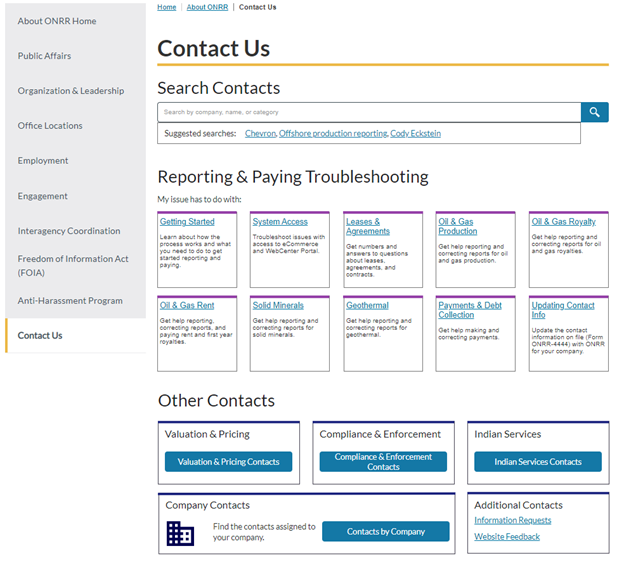 About ONRR Home
Public Affairs
Organization & Leadership
Office Locations
Employment
Engagement
Interagency Coordination
Freedom of Information Act
(FOIA)
Anti-Harassment Program
Contact Us
Home | About ONRR | Contact Us
Contact Us
Search Contacts
Search by company, name, or category
Suggested searches: Chevron, Offshore production reporting, Cody Eckstein
Reporting & Paying Troubleshooting
My issue has to do with:
Getting Started
Learn about how the
process works and what
you need to do to get
started reporting and
paying.
System Access
Troubleshoot issues with
access to eCommerce
and WebCenter Portal.
Leases &
Agreements
Get numbers and
answers to questions
about leases,
agreements, and
contracts.
Oil & Gas
Production
Get help reporting and
correcting reports for oil
and gas production.
Oil & Gas Royalty
Get help reporting and
correcting reports for oil
and gas royalties.
Oil & Gas Rent
Get help reporting,
correcting reports, and
paying rent and first year
royalties.
Solid Minerals
Get help reporting and
correcting reports for
solid minerals.
Geothermal
Get help reporting and
correcting reports for
geothermal.
Payments & Debt
Collection
Get help making and
correcting payments.
Updating Contact
Info
Update the contact
information on file (Form
ONRR-4444) with ONRR
for your company.
Other Contacts
Valuation & Pricing
Valuation & Pricing Contacts
Compliance & Enforcement
Compliance & Enforcement
Contacts
Indian Services
Indian Services Contacts
Company Contacts
Find the contacts assigned to
your company.
Contacts by Company
Additional Contacts
Information Requests
Website Feedback